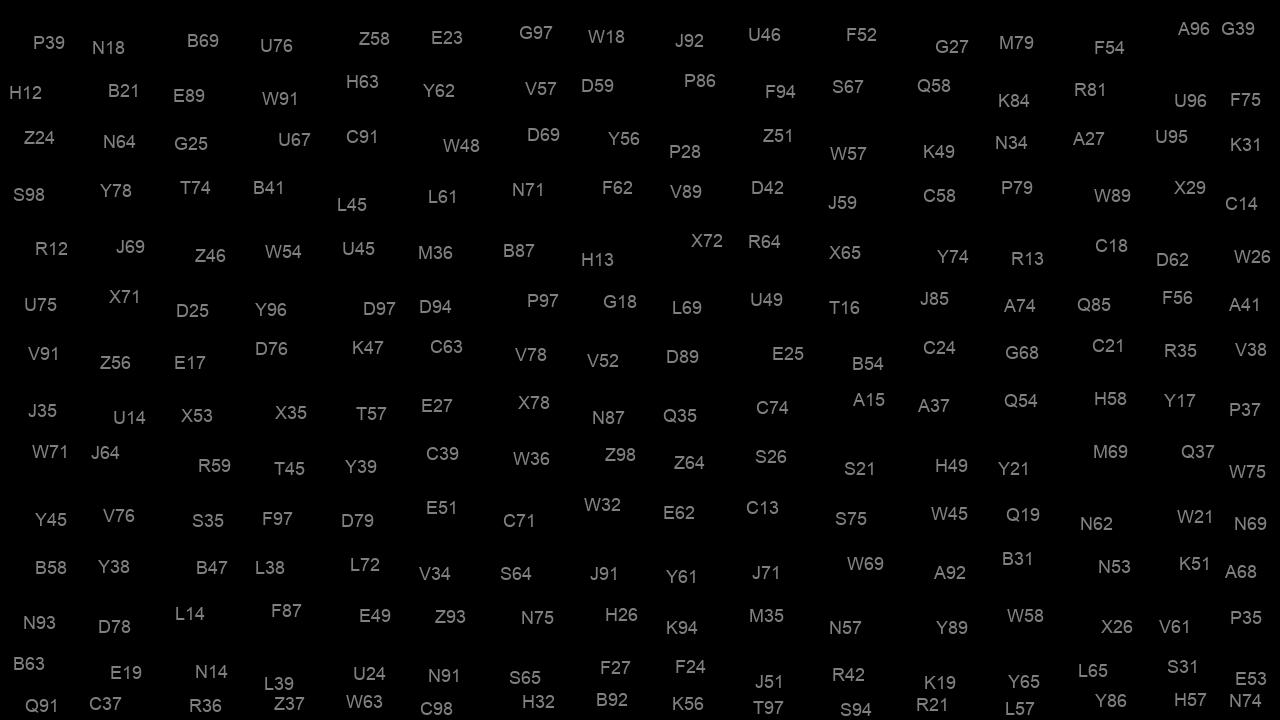 P39 N18 B69 U76 Z58 E23 G97 W18 J92 U46 F52 G27 M79 F54 A96 G39
H12 B21 E89 W91 H63 Y62 V57 D59 P86 F94 S67 Q58 K84 R81 U96 F75
Z24 N64 G25 U67 C91 W48 D69 Y56 P28 Z51 W57 K49 N34 A27 U95 K31
S98 Y78 T74 B41 L45 L61 N71 F62 V89 D42 J59 C58 P79 W89 X29 C14
R12 J69 Z46 W54 U45 M36 B87 H13 X72 R64 X65 Y74 R13 C18 D62 W26
U75 X71 D25 Y96 D97 D94 P97 G18 L69 U49 T16 J85 A74 Q85 F56 A41
V91 Z56 E17 D76 K47 C63 V78 V52 D89 E25 B54 C24 G68 C21 R35 V38
J35 U14 X53 X35 T57 E27 X78 N87 Q35 C74 A15 A37 Q54 H58 Y17 P37
W71 J64 R59 T45 Y39 C39 W36 Z98 Z64 S26 S21 H49 Y21 M69 Q37 W75
Y45 V76 S35 F97 D79 E51 C71 W32 E62 C13 S75 W45 Q19 N62 W21 N69
B58 Y38 B47 L38 L72 V34 S64 J91 Y61 J71 W69 A92 B31 N53 K51 A68
N93 D78 L14 F87 E49 Z93 N75 H26 K94 M35 N57 Y89 W58 X26 V61 P35
B63 E19 N14 L39 U24 N91 S65 F27 F24 J51 R42 K19 Y65 L65 S31 E53
Q91 C37 R36 Z37 W63 C98 H32 B92 K56 T97 S94 R21 L57 Y86 H57 N74